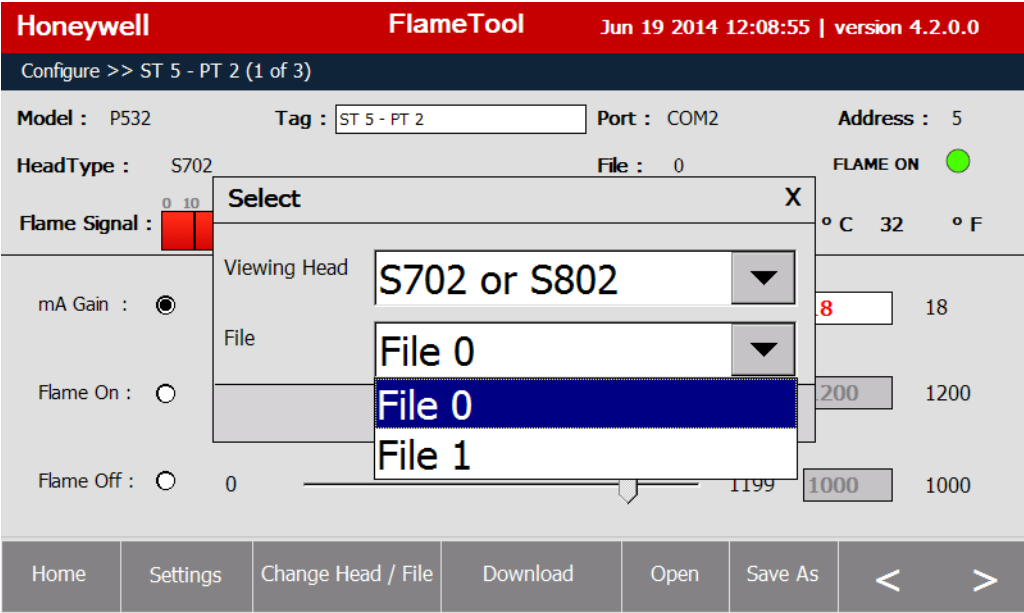 Honeywell FlameTool Jun 19 2014 12:08:55 | version 4.2.0.0
Configure >> ST 5 - PT 2 (1 of 3)
Model : P532 Tag : ST 5 - PT 2 Port : COM2 Address : 5
HeadType : S702 File : 0 FLAME ON
0 10
Flame Signal : º C 32 º F
Select X
Viewing Head S702 or S802
File File 0
File 0
File 1
mA Gain : 18
Flame On : 1200
Flame Off : 0 1199 1000 1000
Home Settings Change Head / File Download Open Save As < >